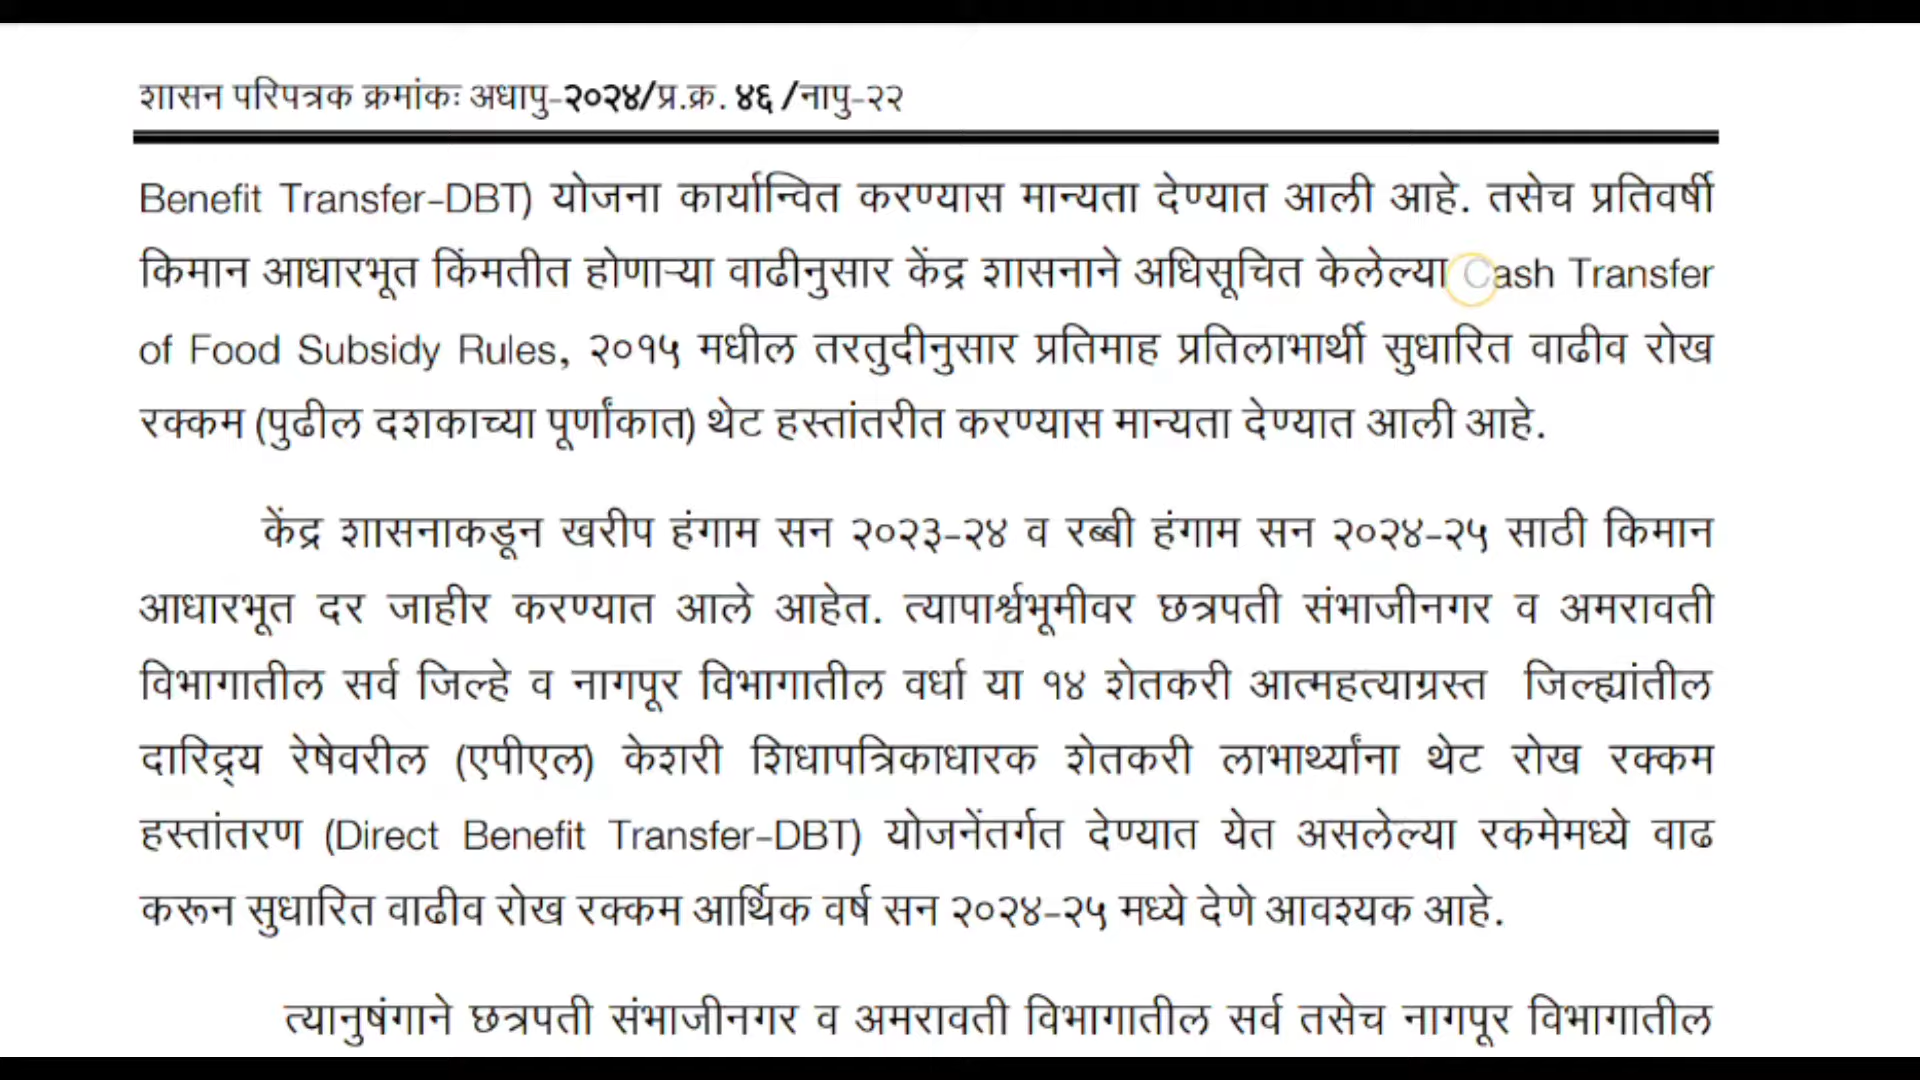 शासन परिपत्रक क्रमांकः अधापु-२०२४/प्र.क्र. ४६ /नापु-२२
Benefit Transfer-DBT) योजना कार्यान्वित करण्यास मान्यता देण्यात आली आहे. तसेच प्रतिवर्षी
किमान आधारभूत किंमतीत होणाऱ्या वाढीनुसार केंद्र शासनाने अधिसूचित केलेल्या Cash Transfer
of Food Subsidy Rules, २०१५ मधील तरतुदीनुसार प्रतिमाह प्रतिलाभार्थी सुधारित वाढीव रोख
रक्कम (पुढील दशकाच्या पूर्णांकात) थेट हस्तांतरीत करण्यास मान्यता देण्यात आली आहे.
केंद्र शासनाकडून खरीप हंगाम सन २०२३-२४ व रब्बी हंगाम सन २०२४-२५ साठी किमान
आधारभूत दर जाहीर करण्यात आले आहेत. त्यापार्श्वभूमीवर छत्रपती संभाजीनगर व अमरावती
विभागातील सर्व जिल्हे व नागपूर विभागातील वर्धा या १४ शेतकरी आत्महत्याग्रस्त जिल्ह्यांतील
दारिद्र्य रेषेवरील (एपीएल) केशरी शिधापत्रिकाधारक शेतकरी लाभार्थ्यांना थेट रोख रक्कम
हस्तांतरण (Direct Benefit Transfer-DBT) योजनेंतर्गत देण्यात येत असलेल्या रकमेमध्ये वाढ
करून सुधारित वाढीव रोख रक्कम आर्थिक वर्ष सन २०२४-२५ मध्ये देणे आवश्यक आहे.
त्यानुषंगाने छत्रपती संभाजीनगर व अमरावती विभागातील सर्व तसेच नागपूर विभागातील